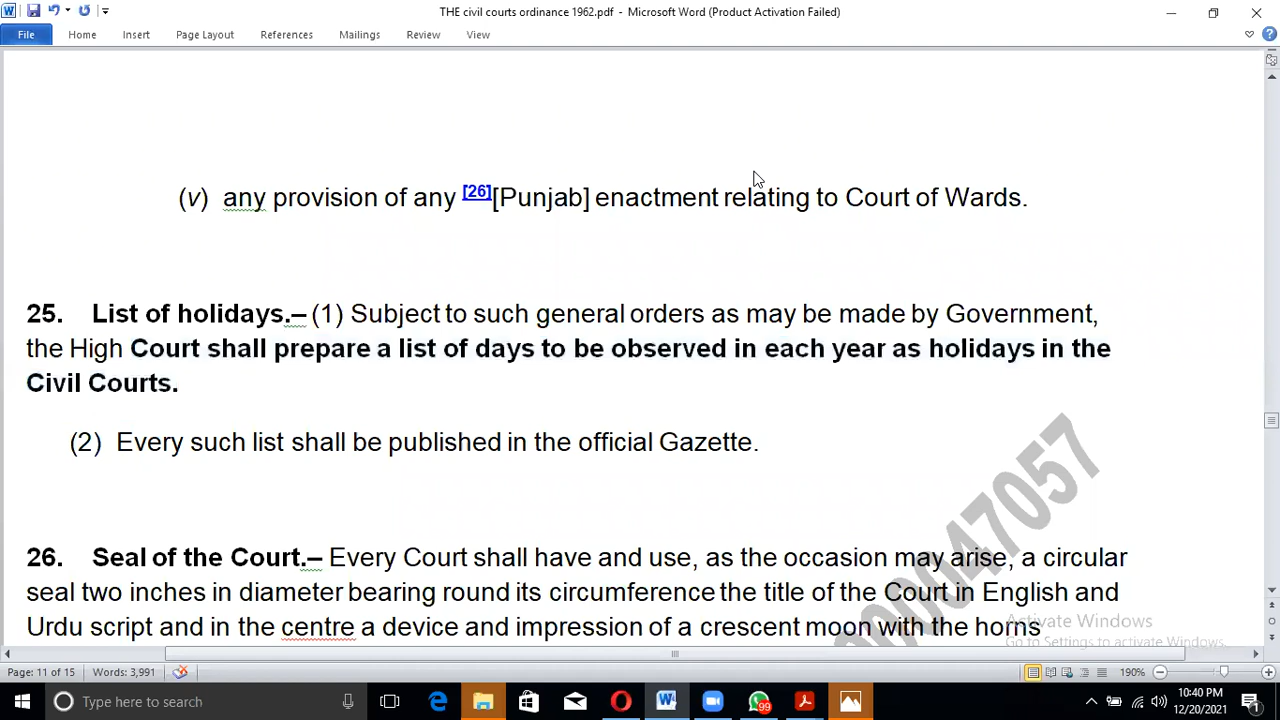 THE civil courts ordinance 1962.pdf - Microsoft Word (Product Activation Failed)
File Home Insert Page Layout References Mailings Review View
(v) any provision of any [26][Punjab] enactment relating to Court of Wards.
25. List of holidays.– (1) Subject to such general orders as may be made by Government,
the High Court shall prepare a list of days to be observed in each year as holidays in the
Civil Courts.
(2) Every such list shall be published in the official Gazette.
26. Seal of the Court.– Every Court shall have and use, as the occasion may arise, a circular
seal two inches in diameter bearing round its circumference the title of the Court in English and
Urdu script and in the centre a device and impression of a crescent moon with the horns
Activate Windows
Go to Settings to activate Windows.
Page: 11 of 15 Words: 3,991 190%
Type here to search
99
10:40 PM
12/20/2021
1